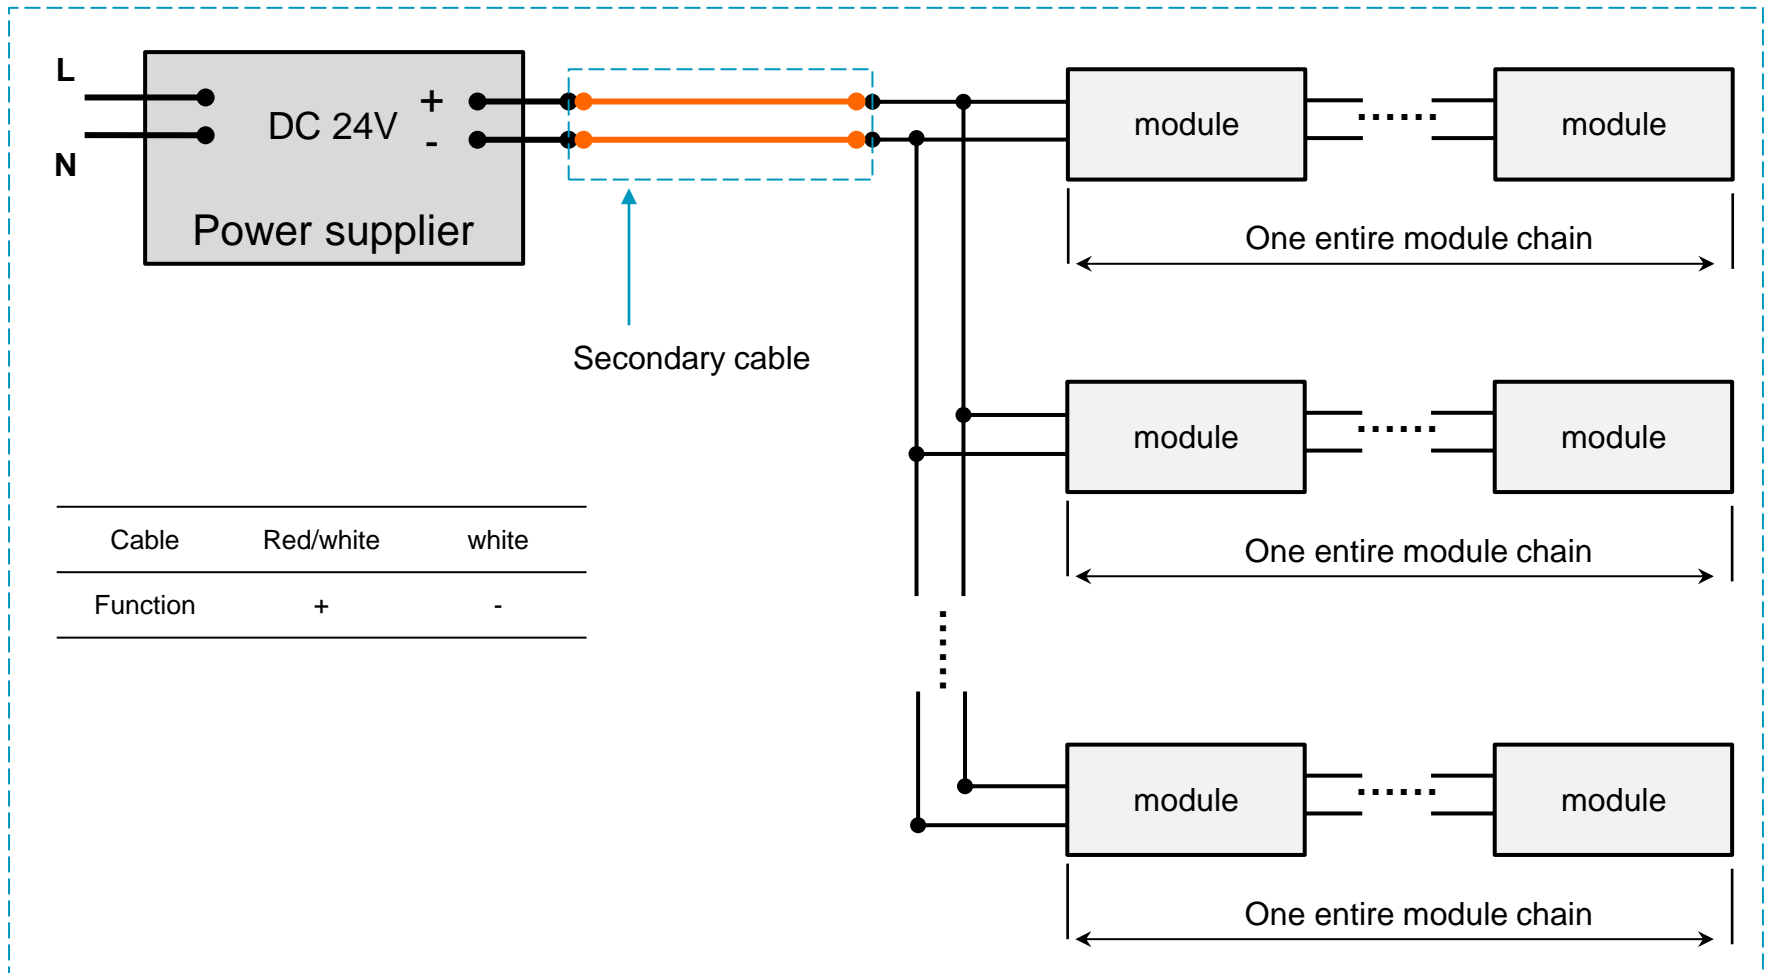 L
N
DC 24V
+
-
Power supplier
Secondary cable
module
module
One entire module chain
module
module
One entire module chain
Cable Red/white white
Function + -
module
module
One entire module chain